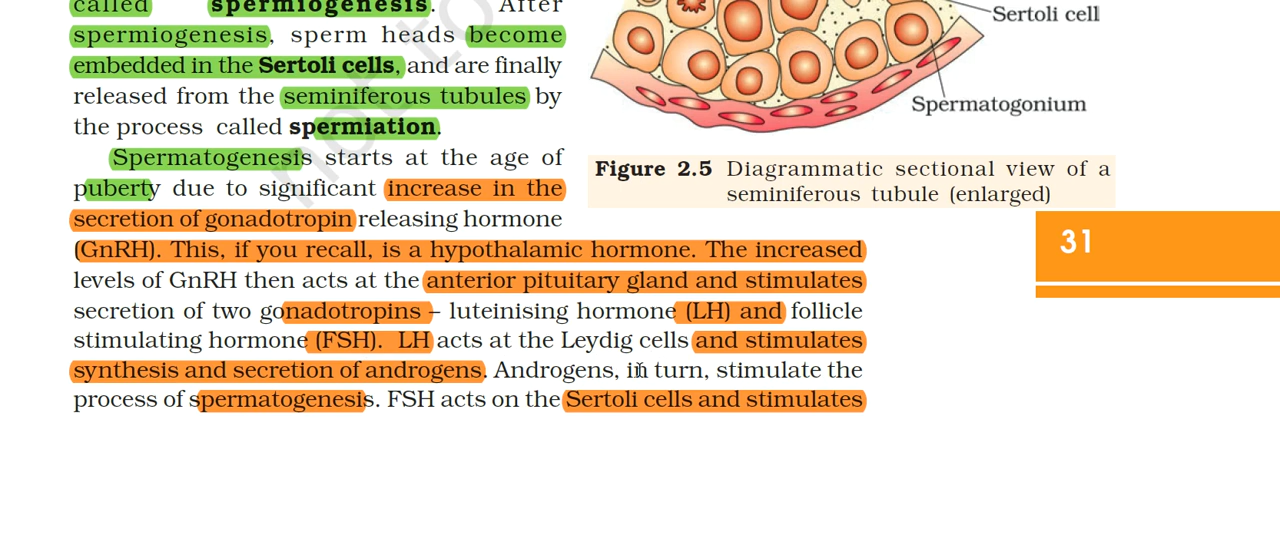 called spermiogenesis. After
spermiogenesis, sperm heads become
embedded in the Sertoli cells, and are finally
released from the seminiferous tubules by
the process called spermiation.
Spermatogenesis starts at the age of
puberty due to significant increase in the
secretion of gonadotropin releasing hormone
(GnRH). This, if you recall, is a hypothalamic hormone. The increased
levels of GnRH then acts at the anterior pituitary gland and stimulates
secretion of two gonadotropins – luteinising hormone (LH) and follicle
stimulating hormone (FSH). LH acts at the Leydig cells and stimulates
synthesis and secretion of androgens. Androgens, in turn, stimulate the
process of spermatogenesis. FSH acts on the Sertoli cells and stimulates
Sertoli cell
Spermatogonium
Figure 2.5 Diagrammatic sectional view of a
seminiferous tubule (enlarged)
31
not to